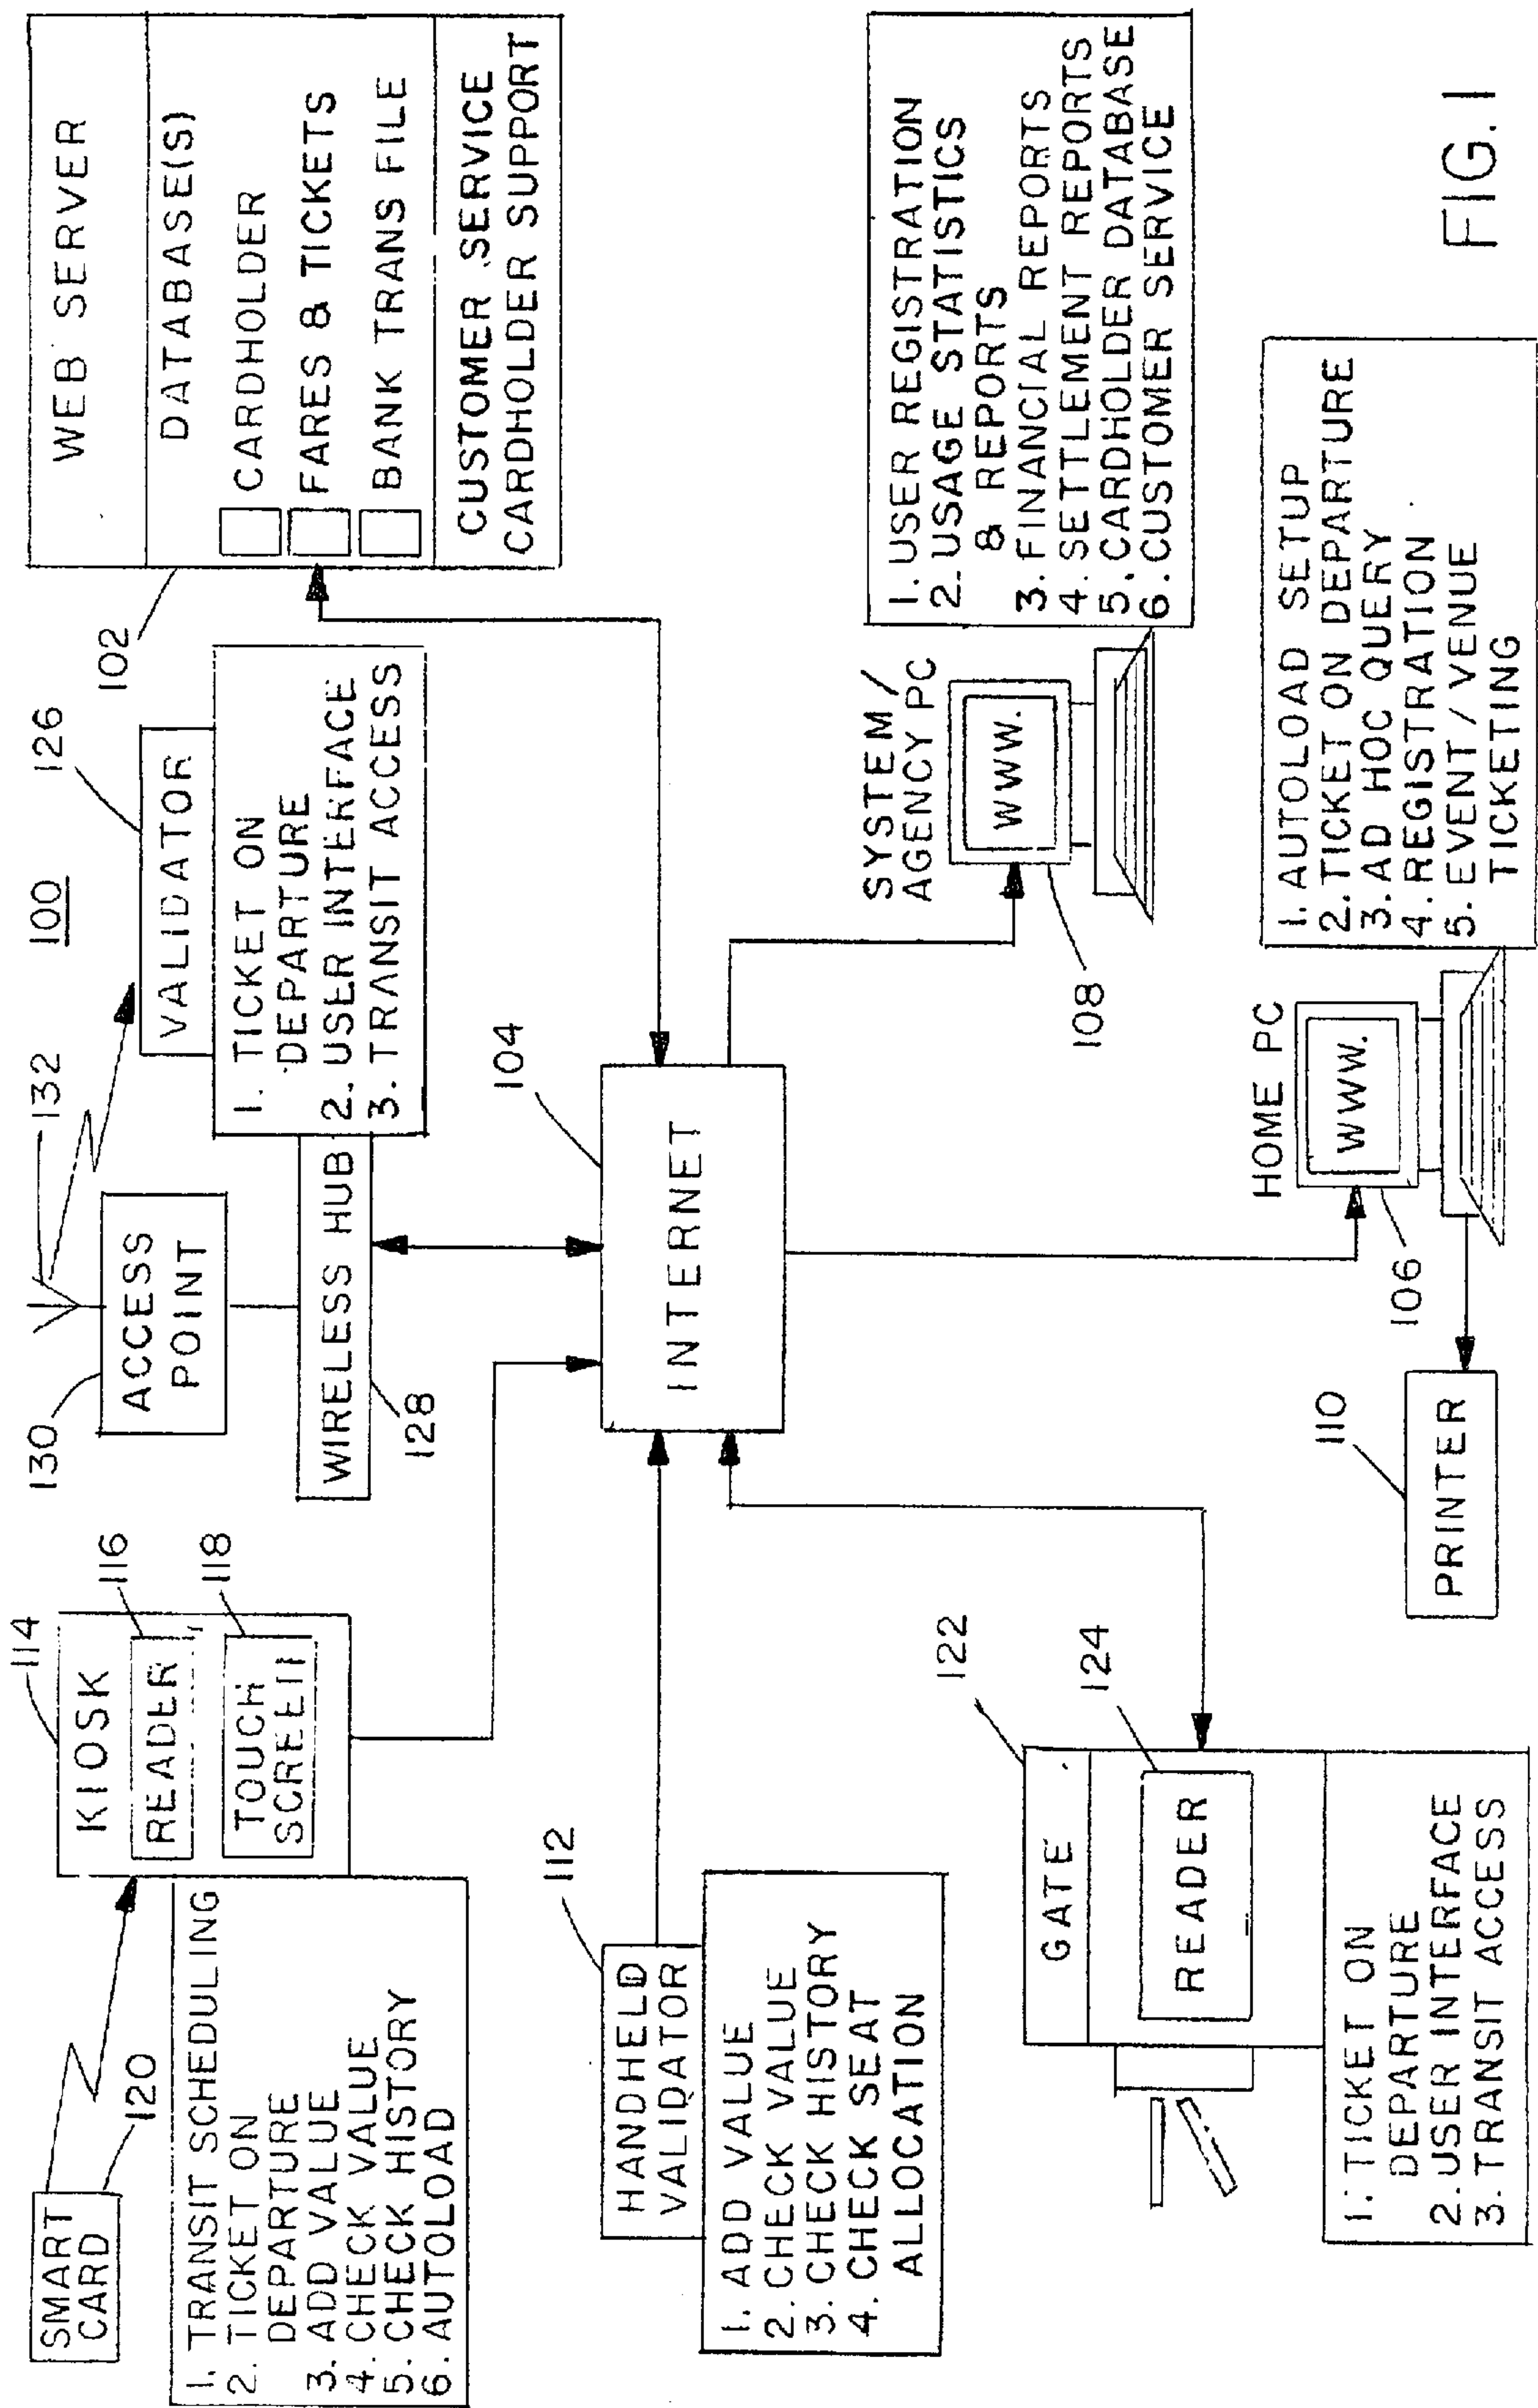 100
SMART
CARD
120
114
KIOSK
116
READER
118
TOUCH
SCREEN
1. TRANSIT SCHEDULING
2. TICKET ON
DEPARTURE
3. ADD VALUE
4. CHECK VALUE
5. CHECK HISTORY
6. AUTOLOAD
130
ACCESS
POINT
132
WIRELESS HUB
128
126
VALIDATOR
1. TICKET ON
DEPARTURE
2. USER INTERFACE
3. TRANSIT ACCESS
102
WEB SERVER
DATABASE(S)
CARDHOLDER
FARES & TICKETS
BANK TRANS FILE
CUSTOMER SERVICE
CARDHOLDER SUPPORT
112
HANDHELD
VALIDATOR
1. ADD VALUE
2. CHECK VALUE
3. CHECK HISTORY
4. CHECK SEAT
ALLOCATION
104
INTERNET
SYSTEM/
AGENCY PC
WWW.
108
1. USER REGISTRATION
2. USAGE STATISTICS
& REPORTS
3. FINANCIAL REPORTS
4. SETTLEMENT REPORTS
5. CARDHOLDER DATABASE
6. CUSTOMER SERVICE
122
GATE
124
READER
1. TICKET ON
DEPARTURE
2. USER INTERFACE
3. TRANSIT ACCESS
110
PRINTER
HOME PC
WWW.
106
1. AUTOLOAD SETUP
2. TICKET ON DEPARTURE
3. AD HOC QUERY
4. REGISTRATION
5. EVENT / VENUE
TICKETING
FIG. 1